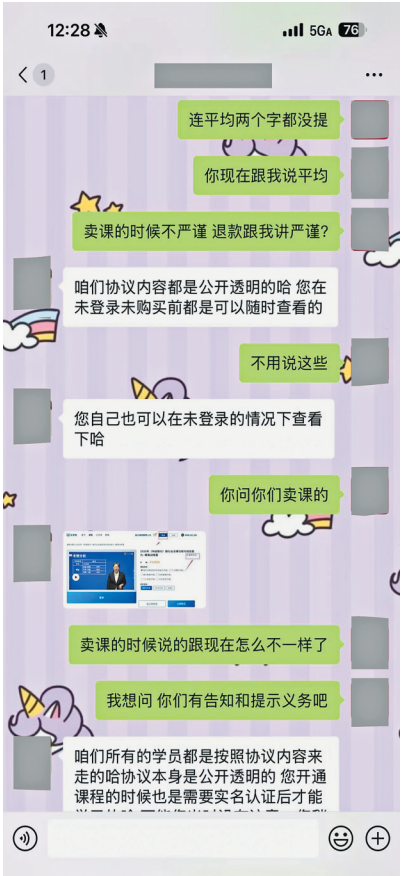 12:28
5GA 76
1
连平均两个字都没提
你现在跟我说平均
卖课的时候不严谨 退款跟我讲严谨?
咱们协议内容都是公开透明的哈 您在
未登录未购买前都是可以随时查看的
不用说这些
您自己也可以在未登录的情况下查看
下哈
你问你们卖课的
卖课的时候说的跟现在怎么不一样了
我想问 你们有告知和提示义务吧
咱们所有的学员都是按照协议内容来
走的哈协议本身是公开透明的 您开通
课程的时候也是需要实名认证后才能